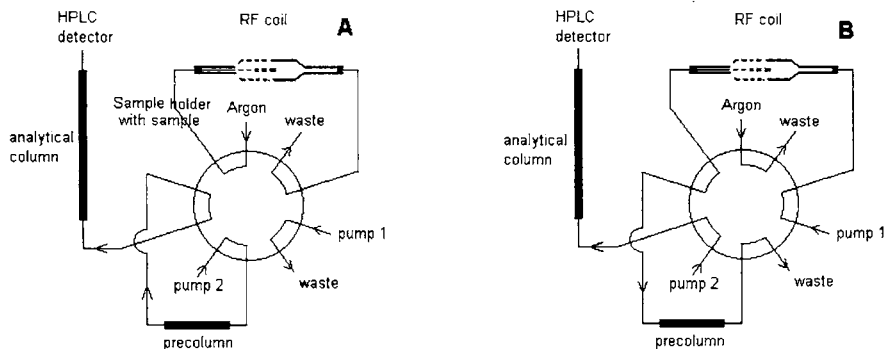 HPLC
detector
RF coil
A
Sample holder
with sample
Argon
waste
analytical
column
pump 1
pump 2
waste
precolumn
HPLC
detector
RF coil
B
Argon
waste
analytical
column
pump 1
pump 2
waste
precolumn